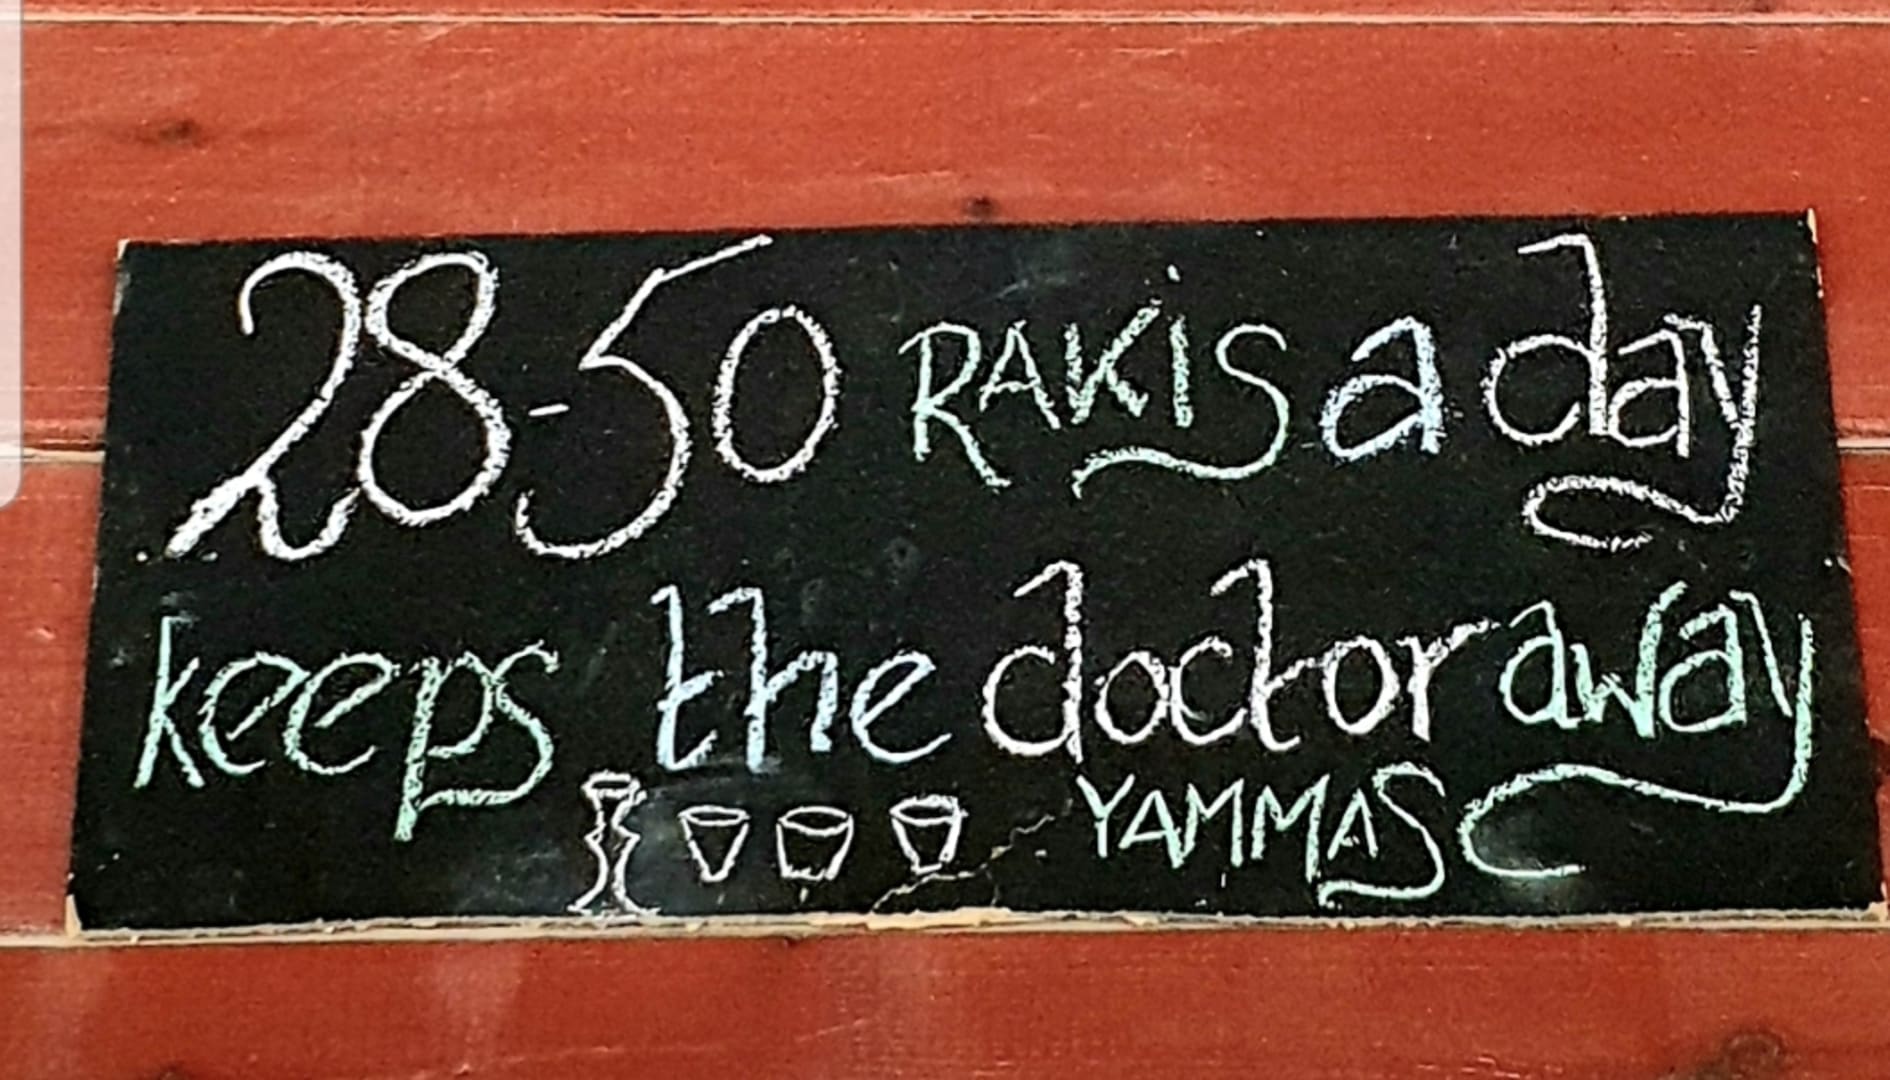 28-50 RAKiS a day
keeps the doctor away
YAMMAS